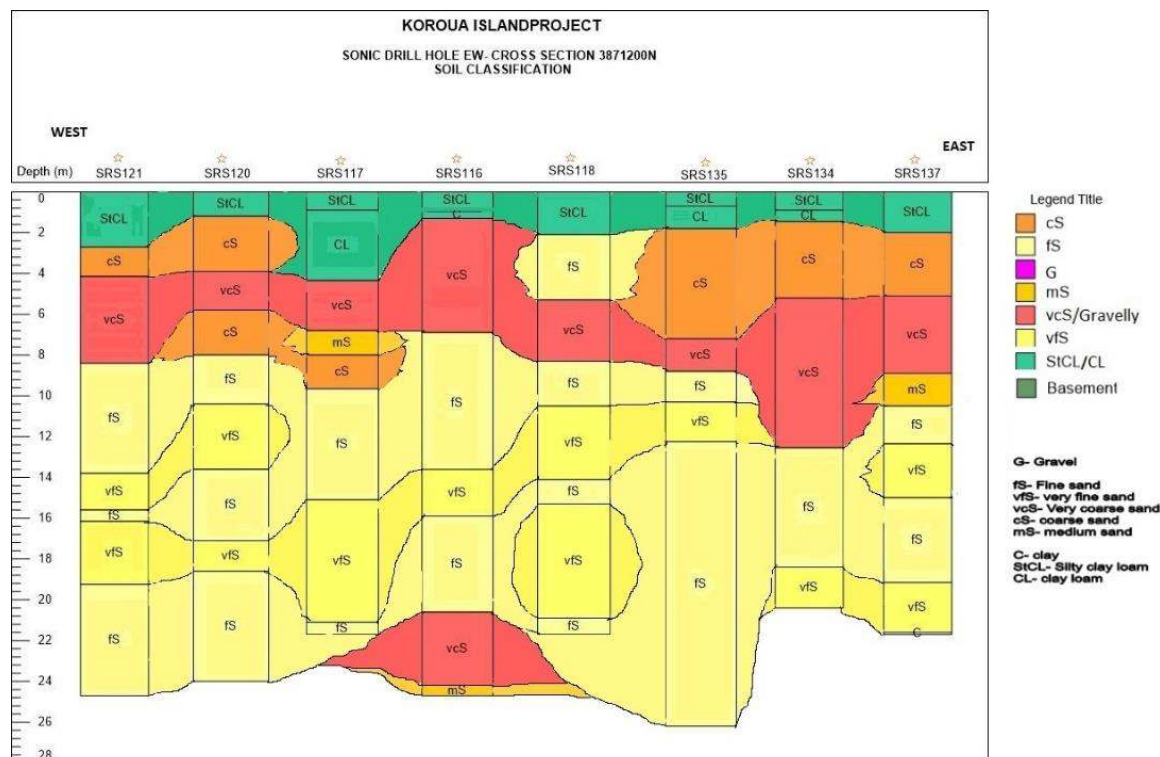 KOROUA ISLANDPROJECT
SONIC DRILL HOLE EW- CROSS SECTION 3871200N
SOIL CLASSIFICATION
WEST
EAST
Depth (m) SRS121 SRS120 SRS117 SRS116 SRS118 SRS135 SRS134 SRS137
0
2
4
6
8
10
12
14
16
18
20
22
24
26
28
StCL
cS
vcS
fS
vfS
fS
vfS
fS
StCL
cS
vcS
cS
fS
vfS
fS
vfS
fS
StCL
CL
vcS
mS
cS
fS
vfS
fS
StCL
C
vcS
fS
vfS
fS
vcS
mS
StCL
fS
vcS
fS
vfS
fS
vfS
fS
StCL
CL
cS
vcS
fS
vfS
fS
StCL
CL
cS
vcS
fS
vfS
StCL
cS
vcS
mS
fS
vfS
fS
vfS
C
Legend Title
cS
fS
G
mS
vcS/Gravelly
vfS
StCL/CL
Basement
G- Gravel
fS- Fine sand
vfS- very fine sand
vcS- Very coarse sand
cS- coarse sand
mS- medium sand
C- clay
StCL- Silty clay loam
CL- clay loam